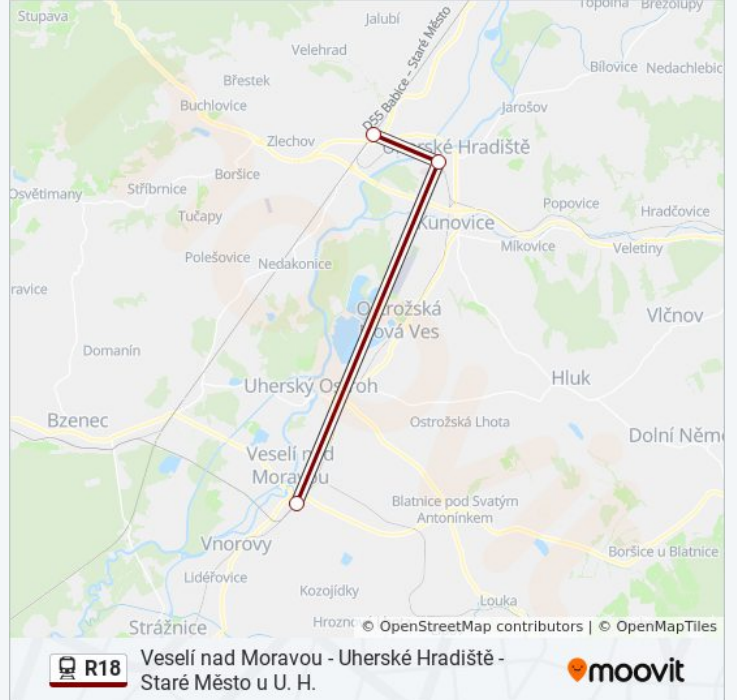 Stupava
Jalubí
Topolná
Březolupy
Velehrad
D55 Babice – Staré Město
Břestek
Bílovice
Nedachlebic
Buchlovice
Jarošov
Zlechov
Uherské Hradiště
Boršice
Osvětimany
Stříbrnice
Popovice
Hradčovice
Tučapy
Kunovice
Míkovice
Veletiny
Polešovice
Nedakonice
ravice
Ostrožská
Nová Ves
Vlčnov
Domanín
Uherský Ostroh
Hluk
Bzenec
Ostrožská Lhota
Dolní Něm
Veselí nad
Moravou
Blatnice pod Svatým
Antonínkem
Vnorovy
Boršice u Blatnice
Lidéřovice
Kozojídky
Louka
Strážnice
Hrozno
© OpenStreetMap contributors | © OpenMapTiles
R18
Veselí nad Moravou - Uherské Hradiště -
Staré Město u U. H.
moovit